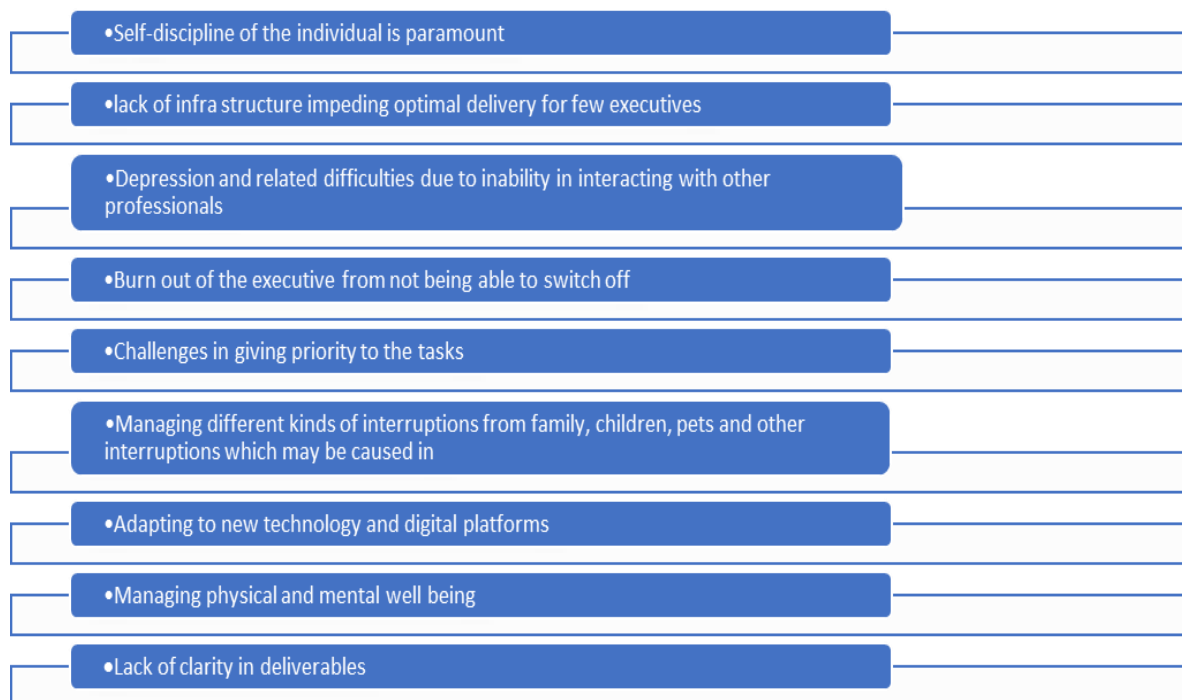 •Self-discipline of the individual is paramount
•lack of infra structure impeding optimal delivery for few executives
•Depression and related difficulties due to inability in interacting with other
professionals
•Burn out of the executive from not being able to switch off
•Challenges in giving priority to the tasks
•Managing different kinds of interruptions from family, children, pets and other
interruptions which may be caused in
•Adapting to new technology and digital platforms
•Managing physical and mental well being
•Lack of clarity in deliverables